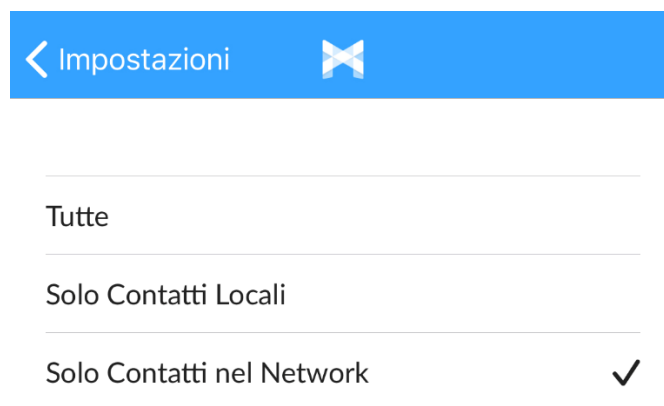 Impostazioni
Tutte
Solo Contatti Locali
Solo Contatti nel Network